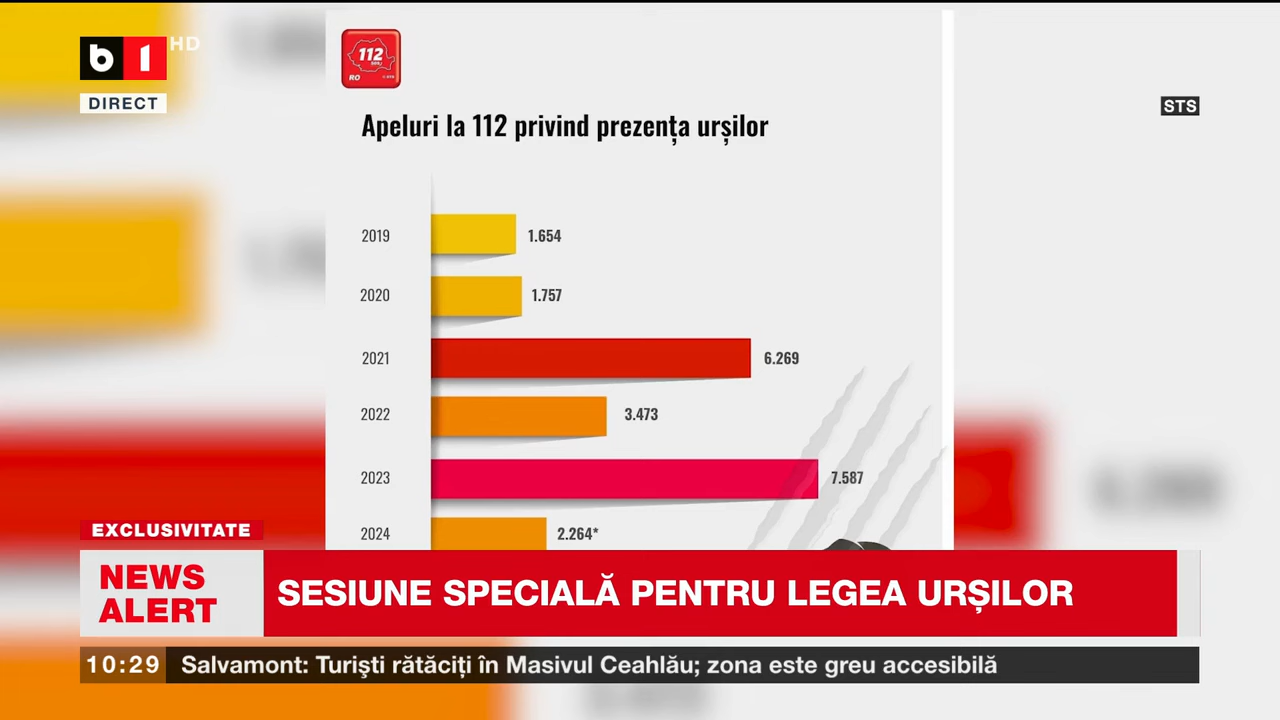 b1 HD
DIRECT
112
RO
STS
Apeluri la 112 privind prezența urșilor
2019 1.654
2020 1.757
2021 6.269
2022 3.473
2023 7.587
2024 2.264*
EXCLUSIVITATE
NEWS ALERT
SESIUNE SPECIALĂ PENTRU LEGEA URȘILOR
10:29 Salvamont: Turişti rătăciți în Masivul Ceahlău; zona este greu accesibilă